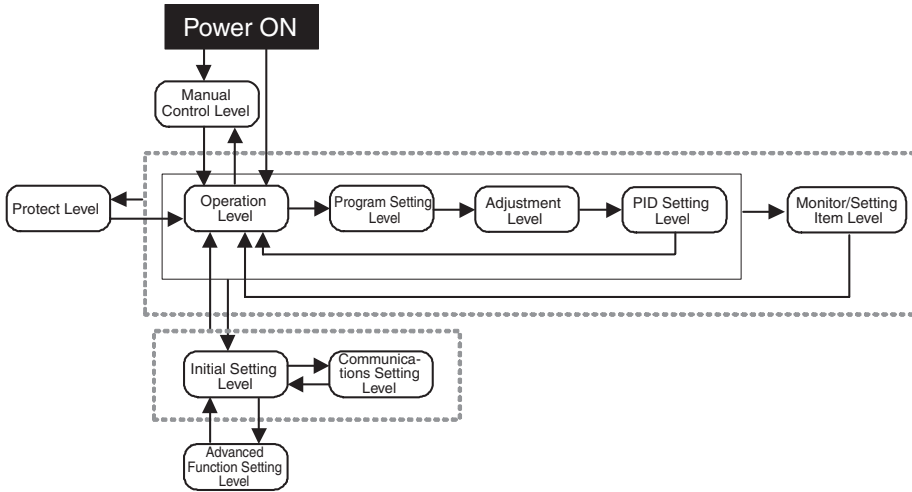 Power ON
Manual
Control Level
Protect Level
Operation
Level
Program Setting
Level
Adjustment
Level
PID Setting
Level
Monitor/Setting
Item Level
Initial Setting
Level
Communica-
tions Setting
Level
Advanced
Function Setting
Level